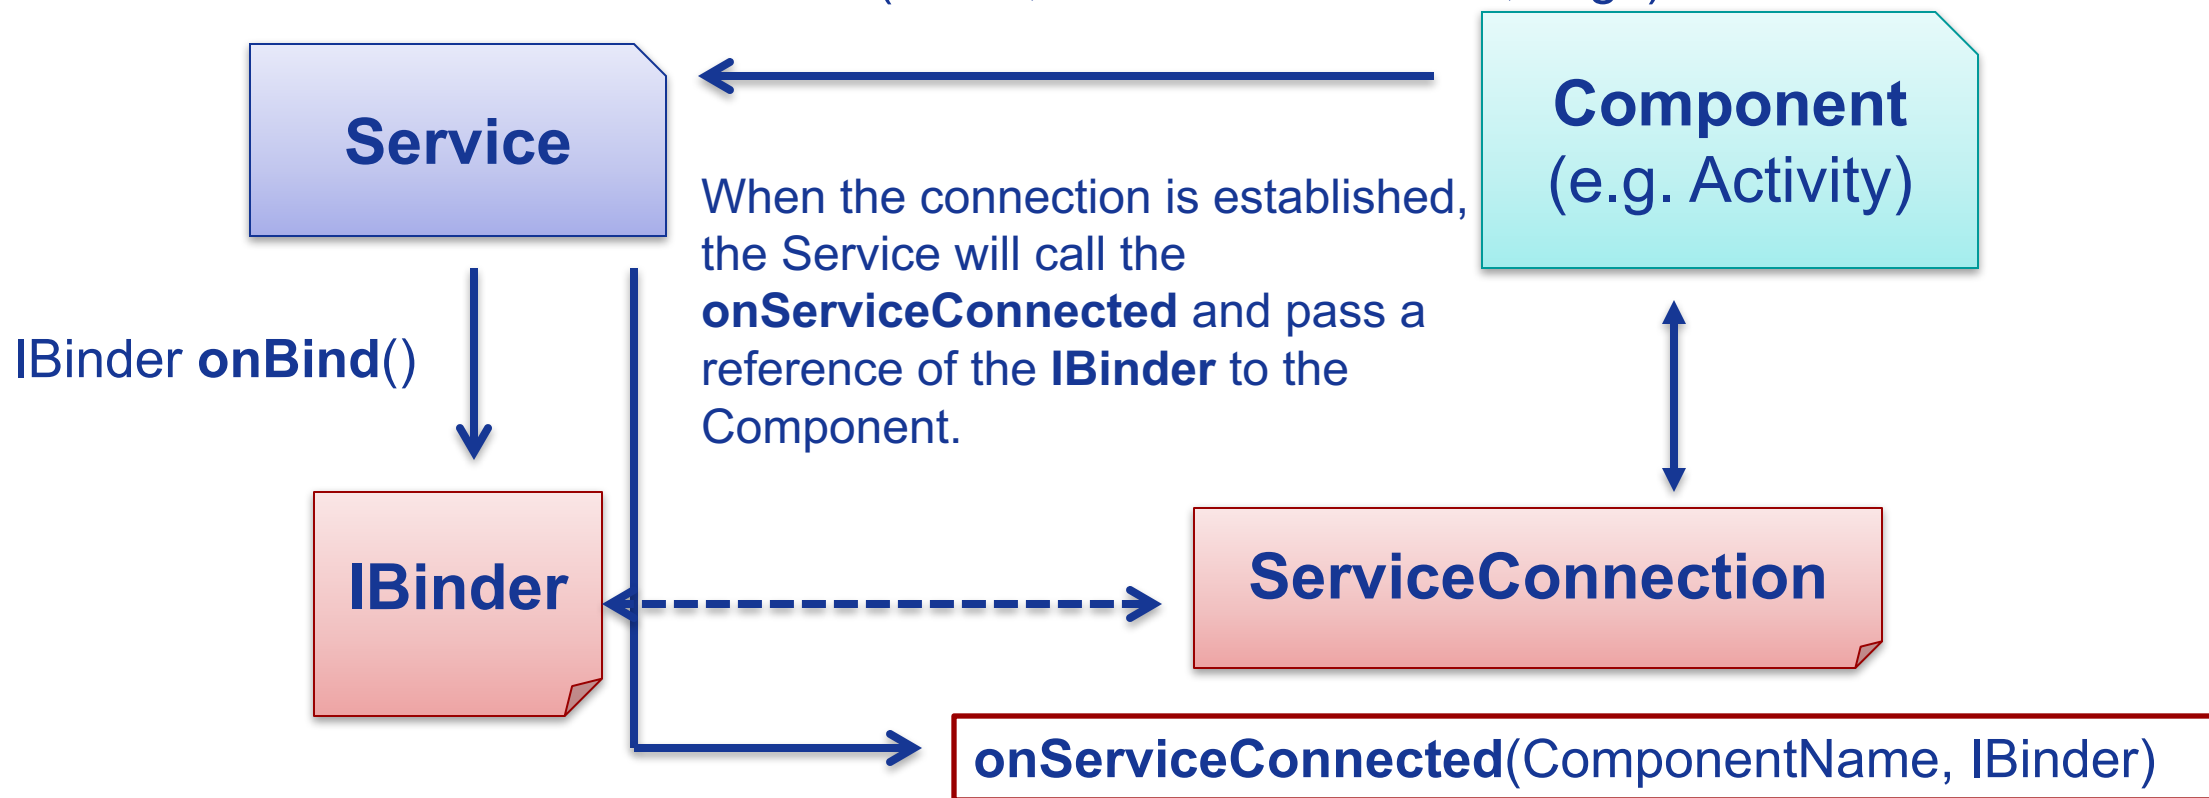 Service
Component
(e.g. Activity)
When the connection is established,
the Service will call the
onServiceConnected and pass a
reference of the IBinder to the
Component.
IBinder onBind()
IBinder
ServiceConnection
onServiceConnected(ComponentName, IBinder)